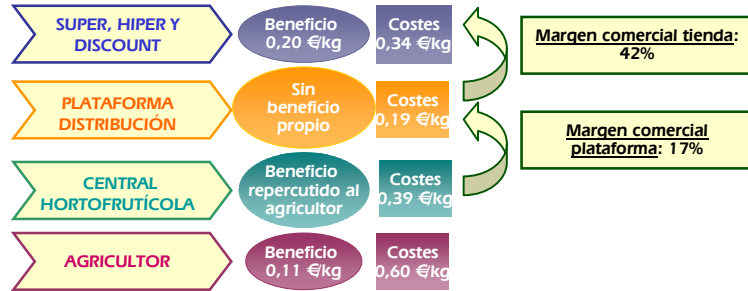 SUPER, HIPER Y
DISCOUNT
Beneficio
0,20 €/kg
Costes
0,34 €/kg
Margen comercial tienda:
42%
PLATAFORMA
DISTRIBUCIÓN
Sin
beneficio
propio
Costes
0,19 €/kg
Margen comercial
plataforma: 17%
CENTRAL
HORTOFRUTÍCOLA
Beneficio
repercutido al
agricultor
Costes
0,39 €/kg
AGRICULTOR
Beneficio
0,11 €/kg
Costes
0,60 €/kg